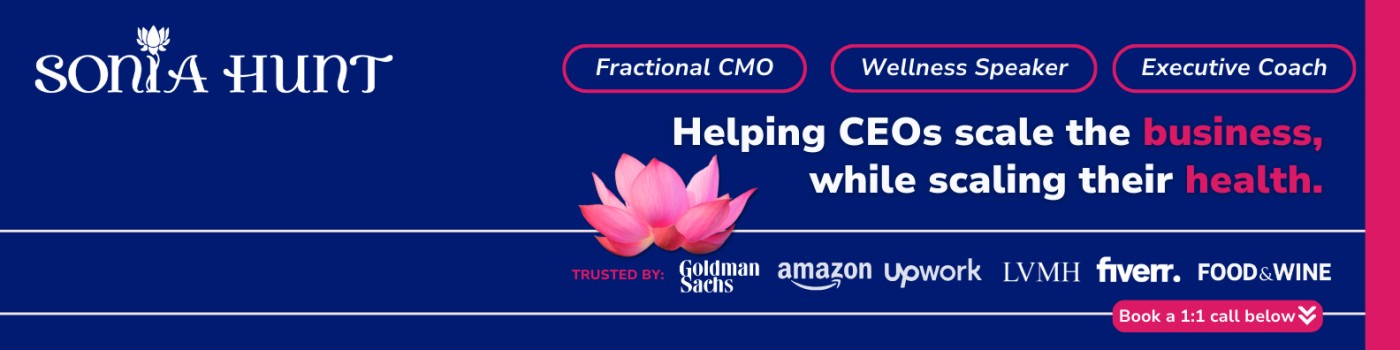 SONIA HUNT
Fractional CMO
Wellness Speaker
Executive Coach
Helping CEOs scale the business,
while scaling their health.
TRUSTED BY:
Goldman
Sachs
amazon
upwork
LVMH
fiverr.
FOOD&WINE
Book a 1:1 call below